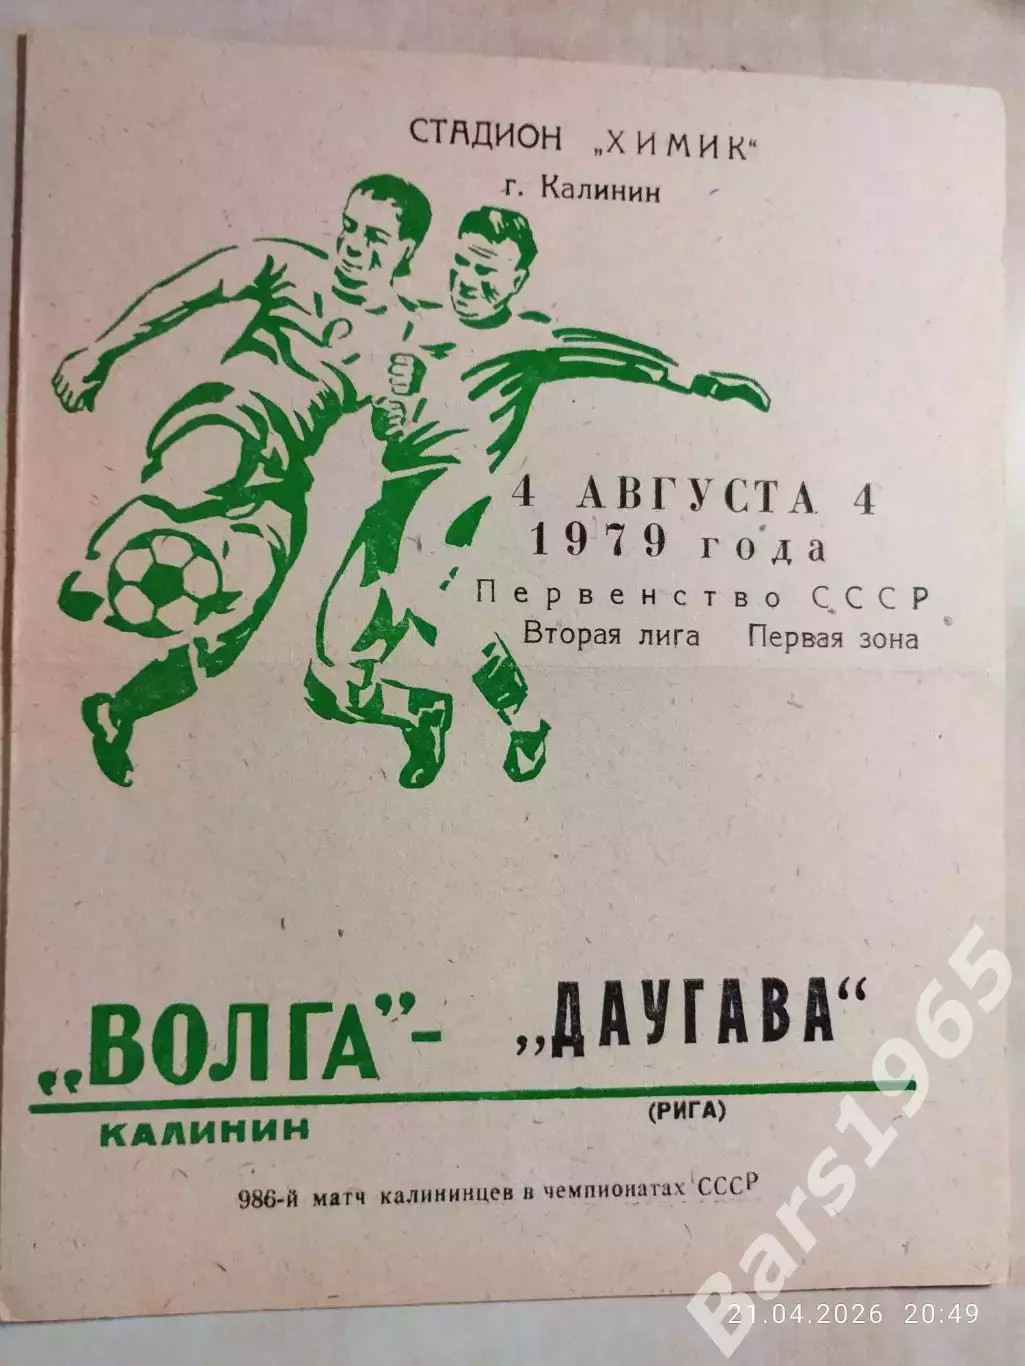 СТАДИОН „ХИМИК“
г. Калинин
4 АВГУСТА 4
1979 года
Первенство СССР
Вторая лига Первая зона
„ВОЛГА” - „ДАУГАВА“
КАЛИНИН (РИГА)
986-й матч калининцев в чемпионатах СССР
Bars1965
21.04.2026 20:49